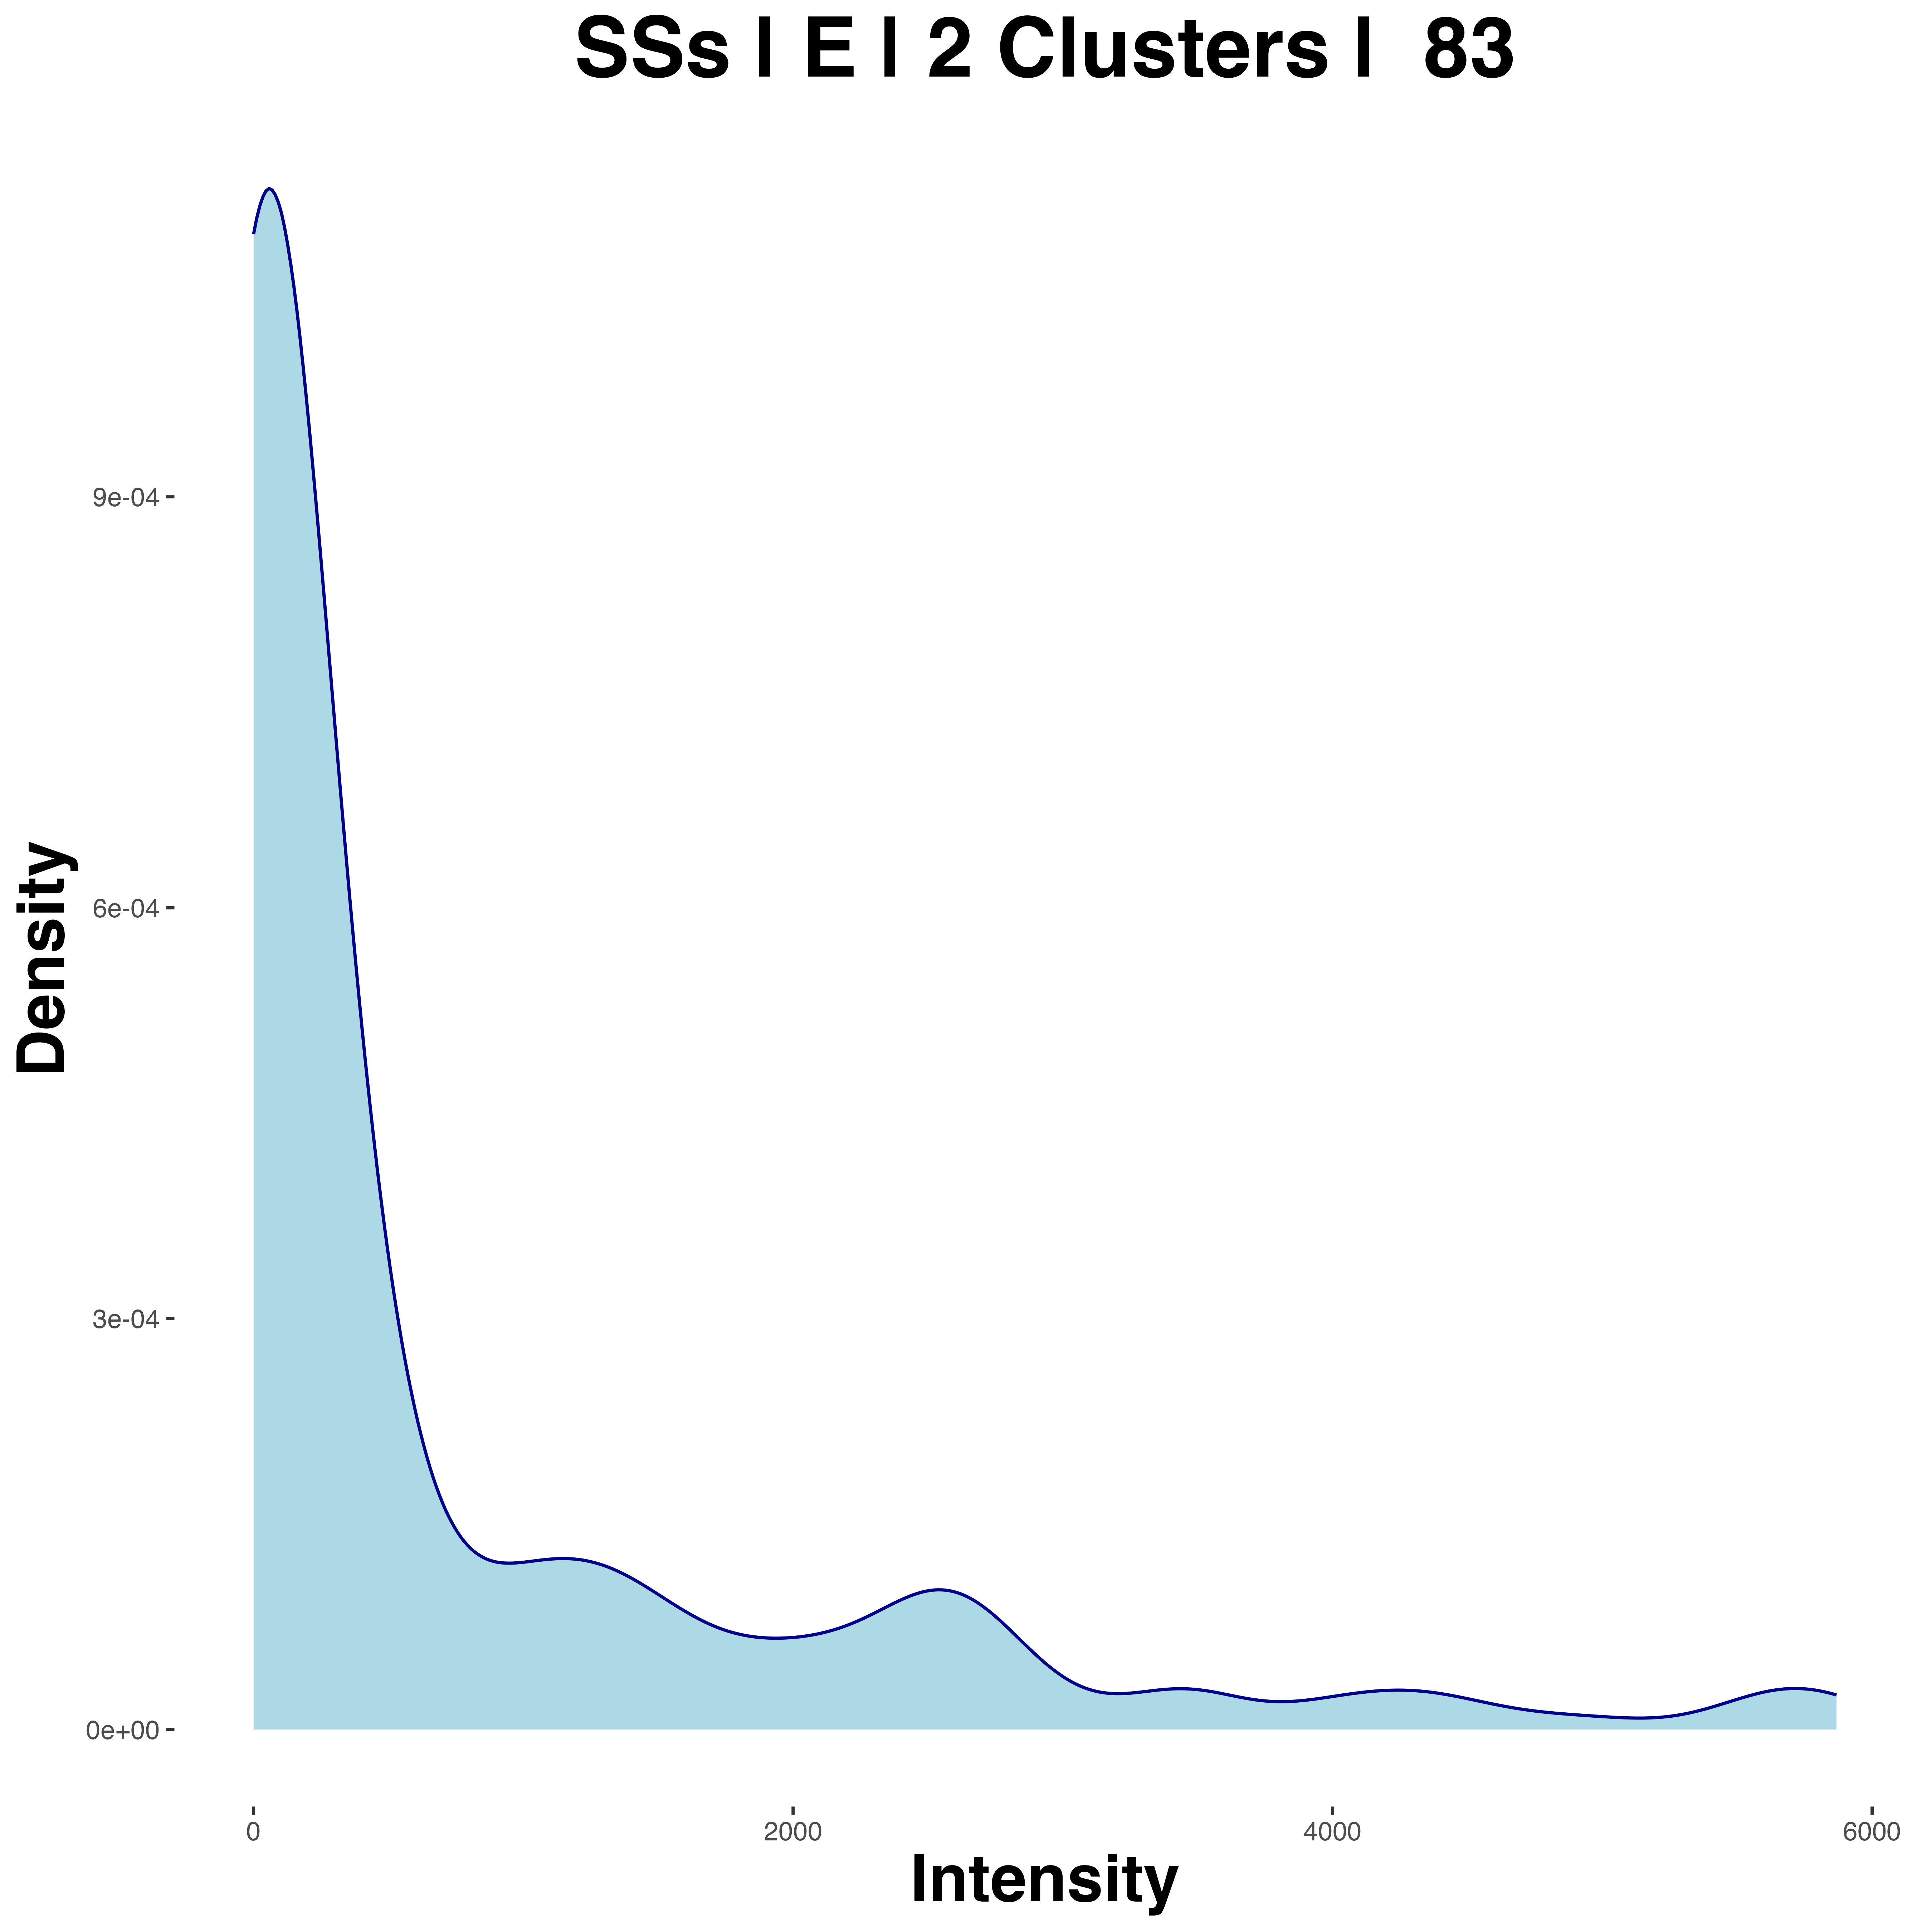 SSs | E | 2 Clusters | 83
Density
9e-04
6e-04
3e-04
0e+00
0 2000 4000 6000
Intensity